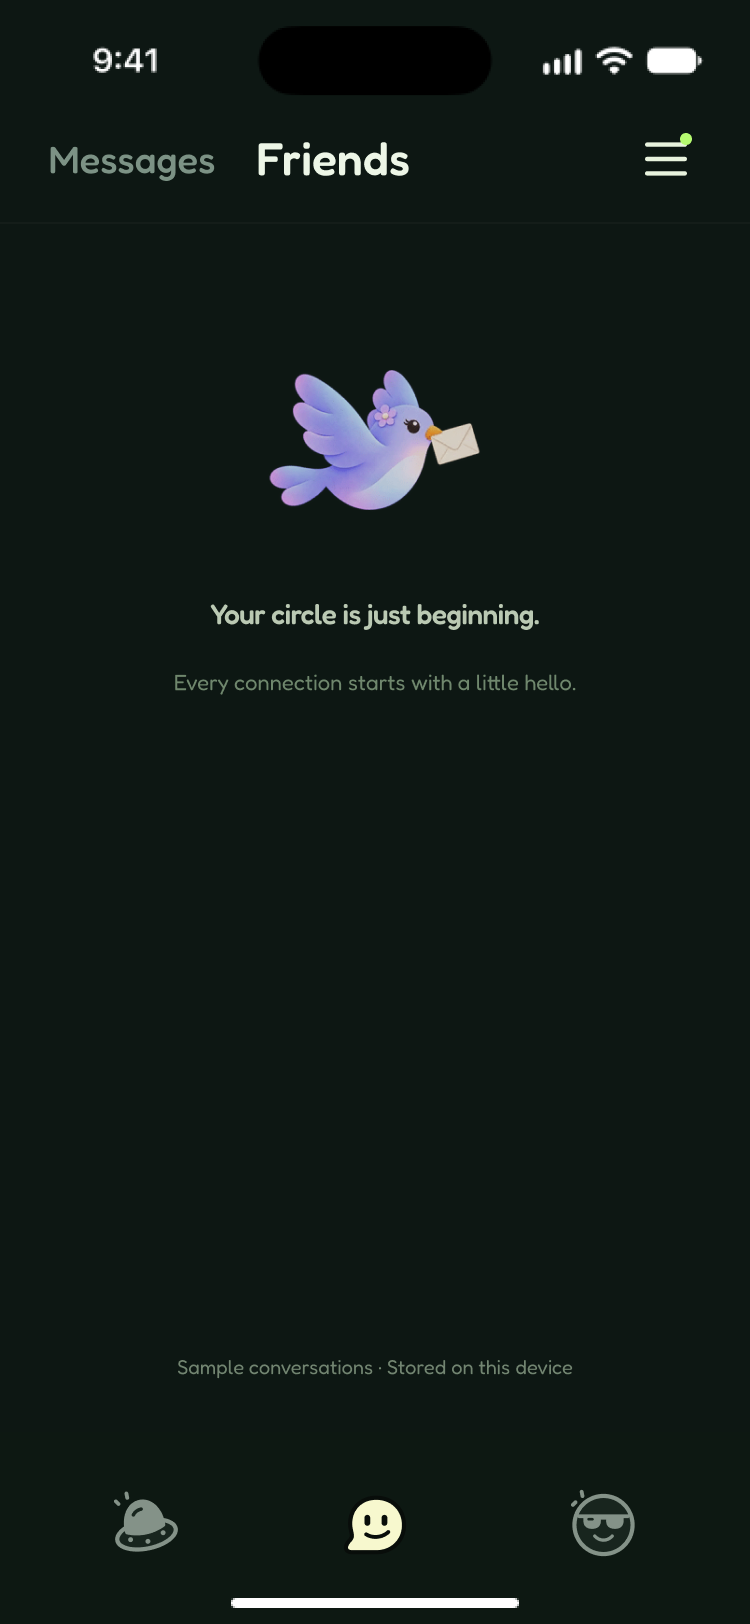 9:41
Messages Friends
Your circle is just beginning.
Every connection starts with a little hello.
Sample conversations · Stored on this device